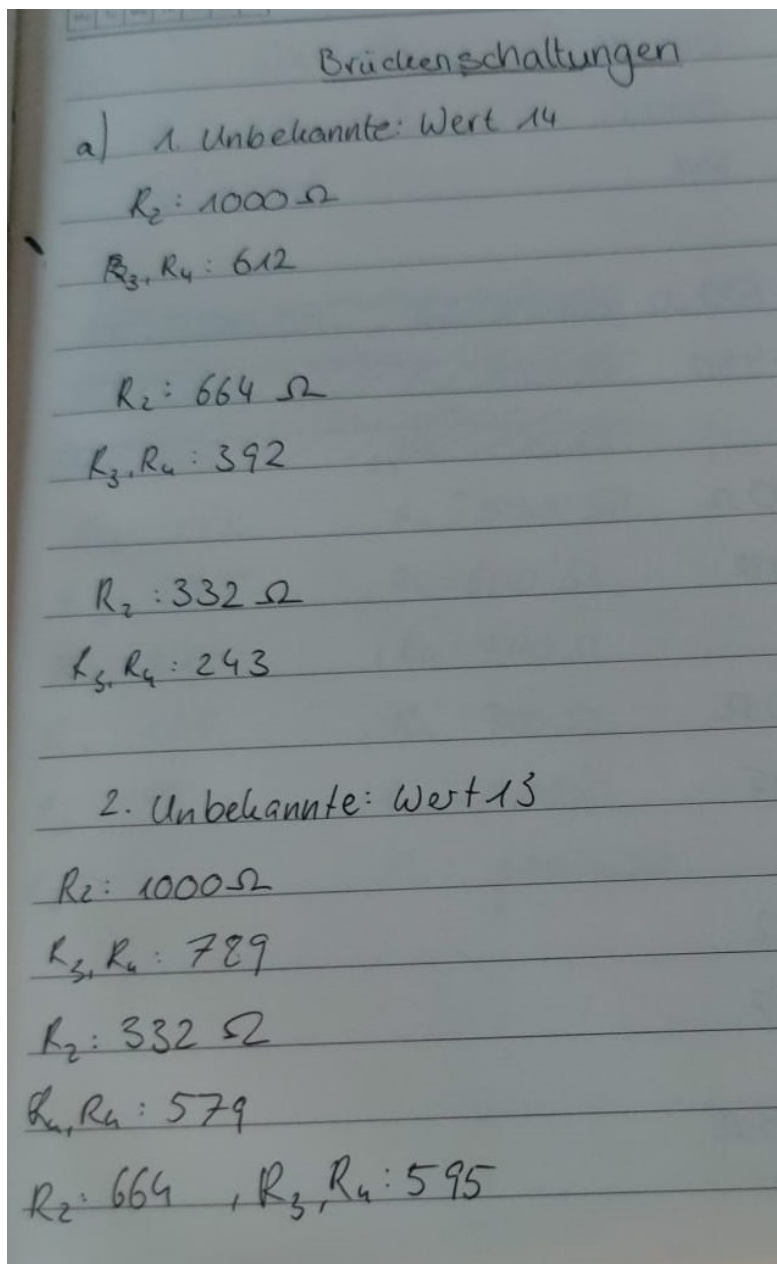 Brückenschaltungen
a) 1. Unbekannte: Wert 14
R₂: 1000 Ω
R₃, R₄: 612
R₂: 664 Ω
R₃, R₄: 392
R₂: 332 Ω
R₃, R₄: 243
2. Unbekannte: Wert 13
R₂: 1000 Ω
R₃, R₄: 789
R₂: 332 Ω
R₄, R₄: 579
R₂: 664, R₃, R₄: 595